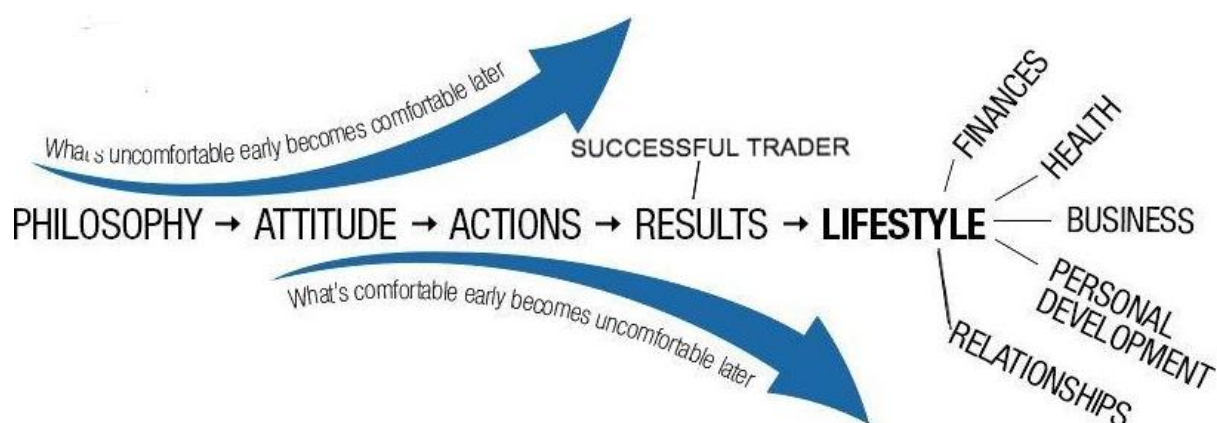 What's uncomfortable early becomes comfortable later
SUCCESSFUL TRADER
PHILOSOPHY → ATTITUDE → ACTIONS → RESULTS → LIFESTYLE
What's comfortable early becomes uncomfortable later
FINANCES
HEALTH
BUSINESS
PERSONAL
DEVELOPMENT
RELATIONSHIPS